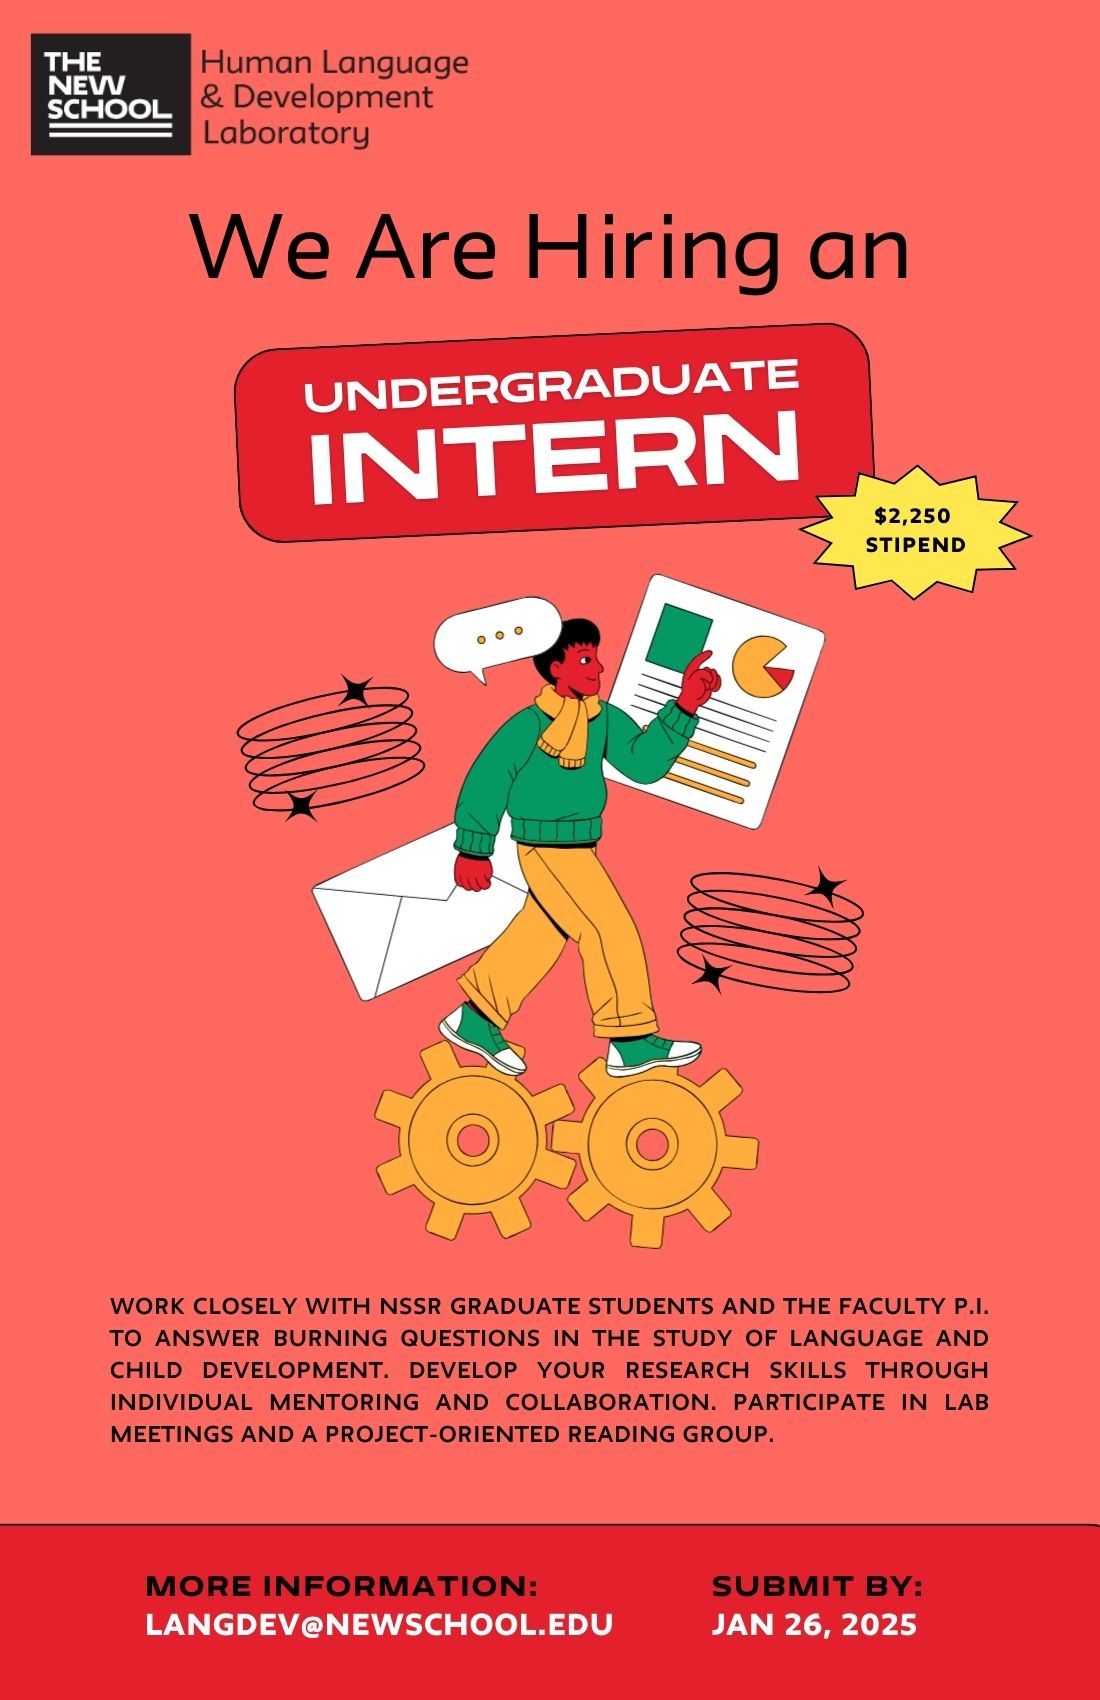 THE
NEW
SCHOOL
Human Language
& Development
Laboratory
We Are Hiring an
UNDERGRADUATE
INTERN
$2,250
STIPEND
WORK CLOSELY WITH NSSR GRADUATE STUDENTS AND THE FACULTY P.I.
TO ANSWER BURNING QUESTIONS IN THE STUDY OF LANGUAGE AND
CHILD DEVELOPMENT. DEVELOP YOUR RESEARCH SKILLS THROUGH
INDIVIDUAL MENTORING AND COLLABORATION. PARTICIPATE IN LAB
MEETINGS AND A PROJECT-ORIENTED READING GROUP.
MORE INFORMATION:
LANGDEV@NEWSCHOOL.EDU
SUBMIT BY:
JAN 26, 2025